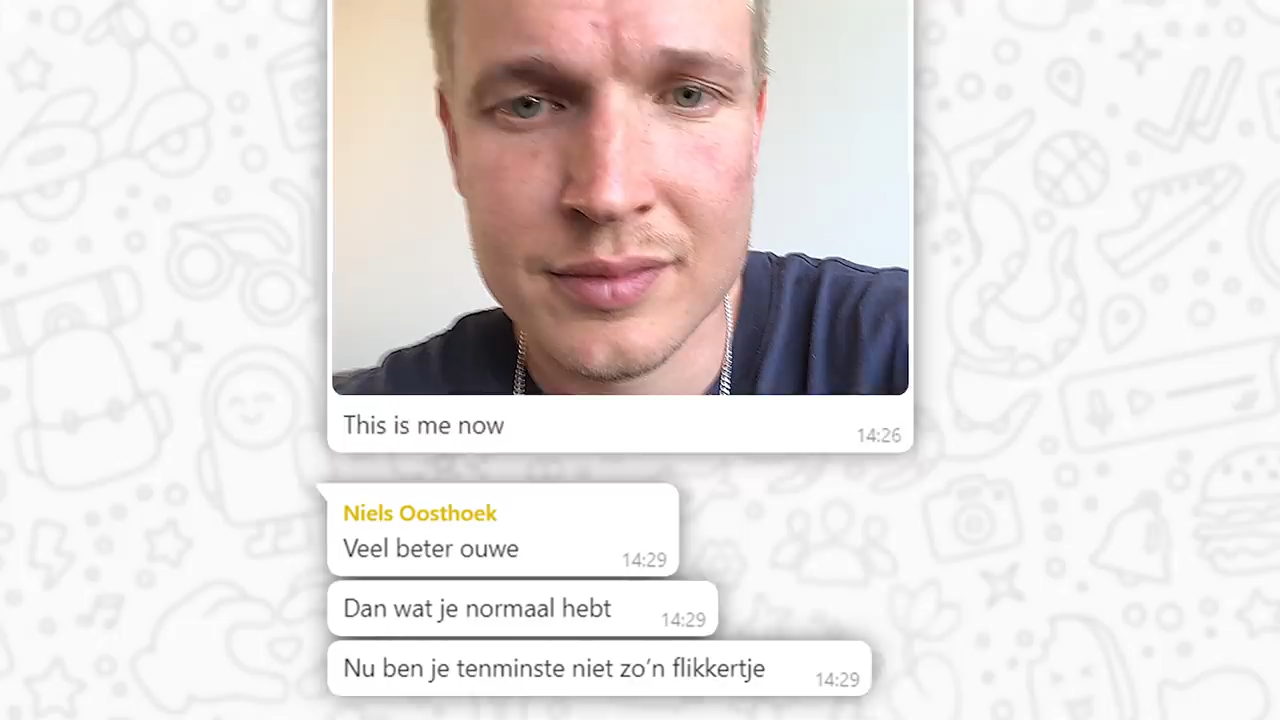 This is me now
14:26
Niels Oosthoek
Veel beter ouwe
14:29
Dan wat je normaal hebt
14:29
Nu ben je tenminste niet zo’n flikkertje
14:29